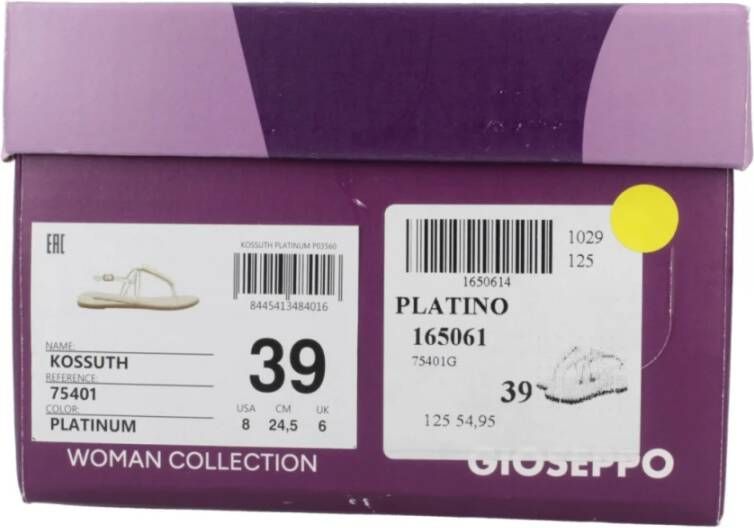 EAC
KOSSUTH PLATINUM P03560
8445413484016
NAME:
KOSSUTH
REFERENCE:
75401
COLOR:
PLATINUM
39
USA CM UK
8 24,5 6
WOMAN COLLECTION
1650614
1029
125
PLATINO
165061
75401G
39
125 54,95
GIOSEPPO